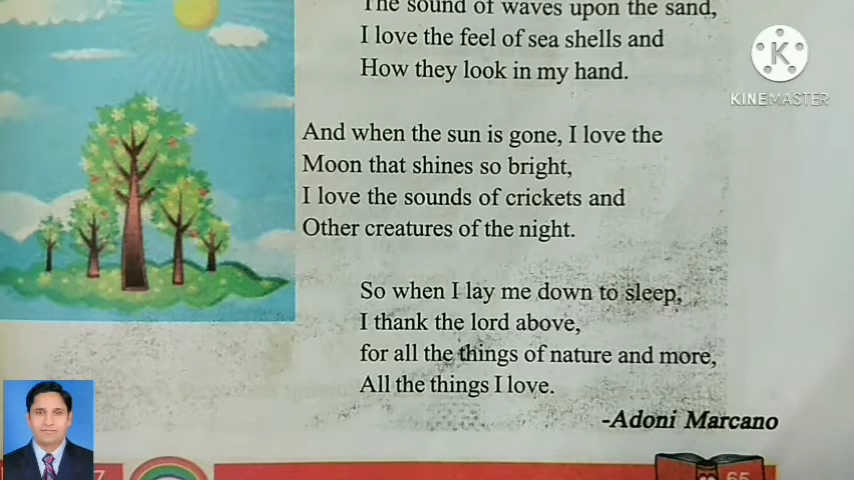 The sound of waves upon the sand,
I love the feel of sea shells and
How they look in my hand.
And when the sun is gone, I love the
Moon that shines so bright,
I love the sounds of crickets and
Other creatures of the night.
So when I lay me down to sleep,
I thank the lord above,
for all the things of nature and more,
All the things I love.
-Adoni Marcano
65
7
K
KINEMASTER